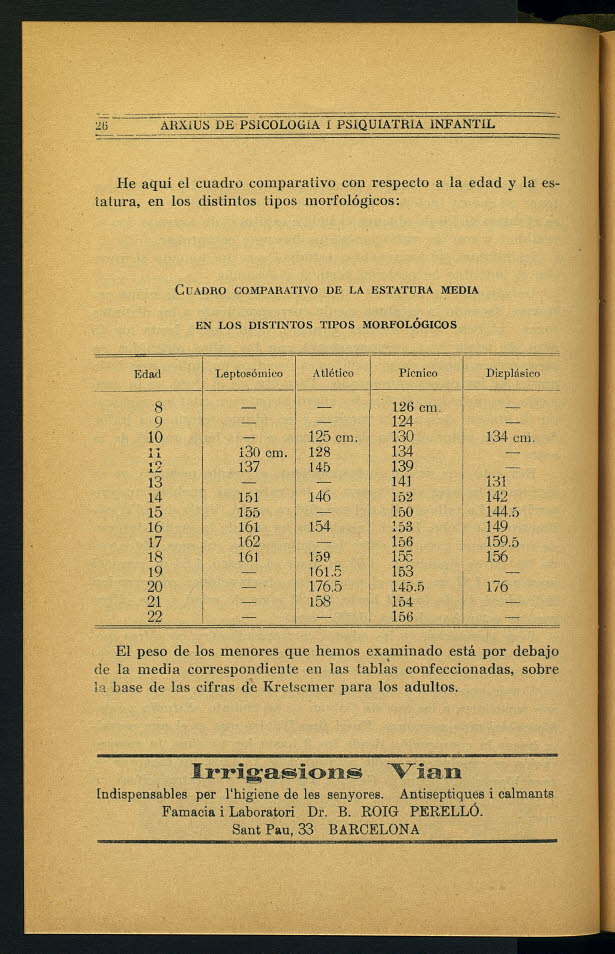 26 ARXIUS DE PSICOLOGIA I PSIQUIATRIA INFANTIL
He aqui el cuadro comparativo con respecto a la edad y la es-
tatura, en los distintos tipos morfológicos:
CUADRO COMPARATIVO DE LA ESTATURA MEDIA
EN LOS DISTINTOS TIPOS MORFOLÓGICOS
Edad Leptosómico Atlético Pícnico Displásico
8 — — 126 cm. —
9 — — 124 —
10 — 125 cm. 130 134 cm.
11 130 cm. 128 134 —
12 137 145 139 —
13 — — 141 131
14 151 146 152 142
15 155 — 150 144.5
16 161 154 153 149
17 162 — 156 159.5
18 161 159 155 156
19 — 161.5 153 —
20 — 176.5 145.5 176
21 — 158 154 —
22 — — 156 —
El peso de los menores que hemos examinado está por debajo
de la media correspondiente en las tablas confeccionadas, sobre
la base de las cifras de Kretscmer para los adultos.
Irrigasions Vian
Indispensables per l'higiene de les senyores. Antiseptiques i calmants
Famacia i Laboratori Dr. B. ROIG PERELLÓ.
Sant Pau, 33 BARCELONA